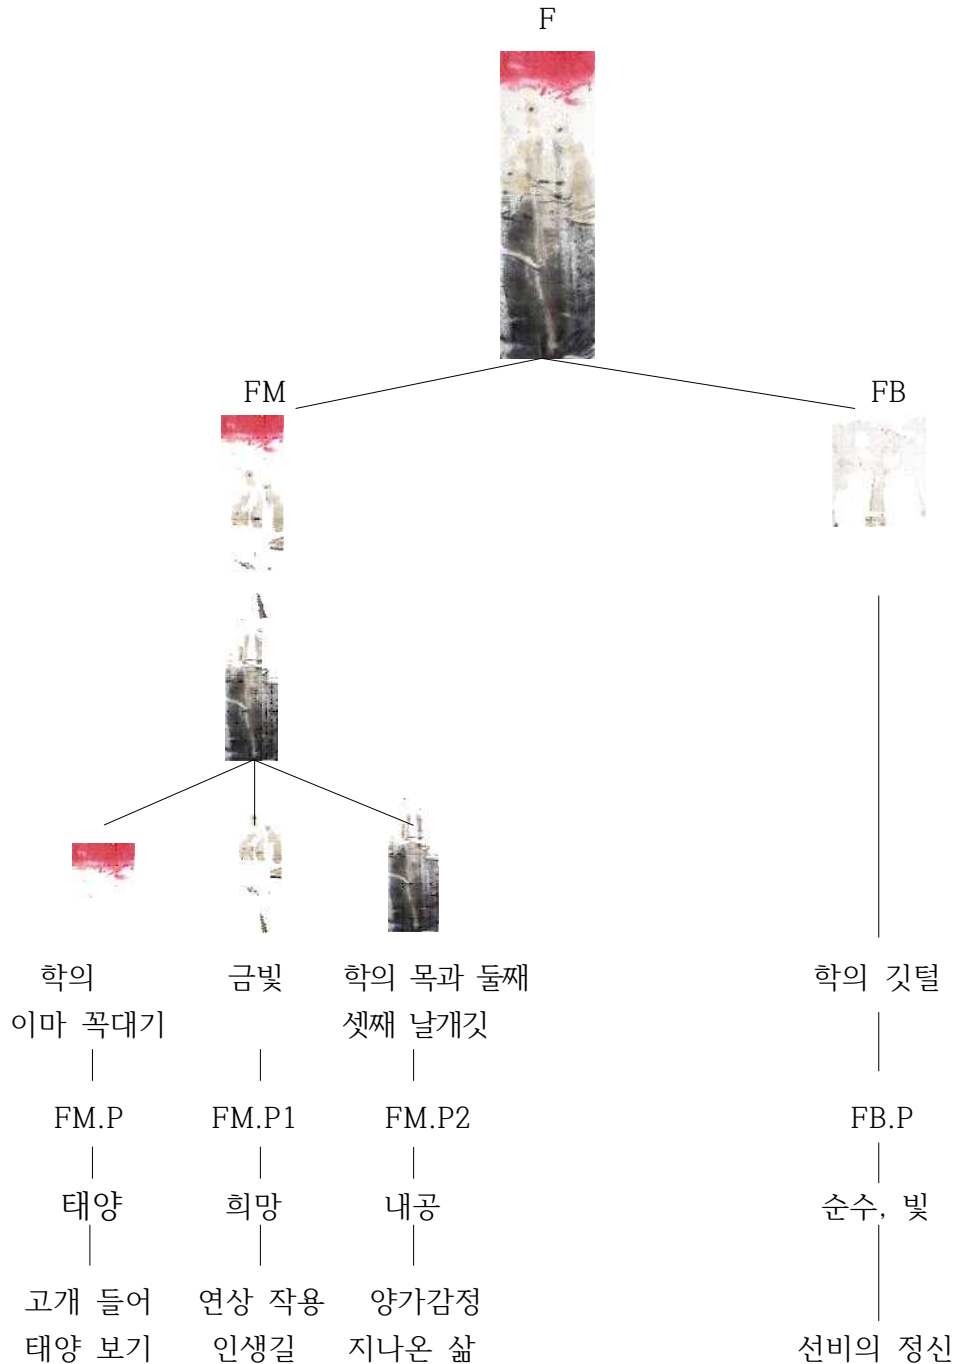 F
FM
FB
학의 금빛 학의 목과 둘째 학의 깃털
이마 꼭대기 셋째 날개깃
FM.P FM.P1 FM.P2 FB.P
태양 희망 내공 순수, 빛
고개 들어 연상 작용 양가감정
태양 보기 인생길 지나온 삶 선비의 정신